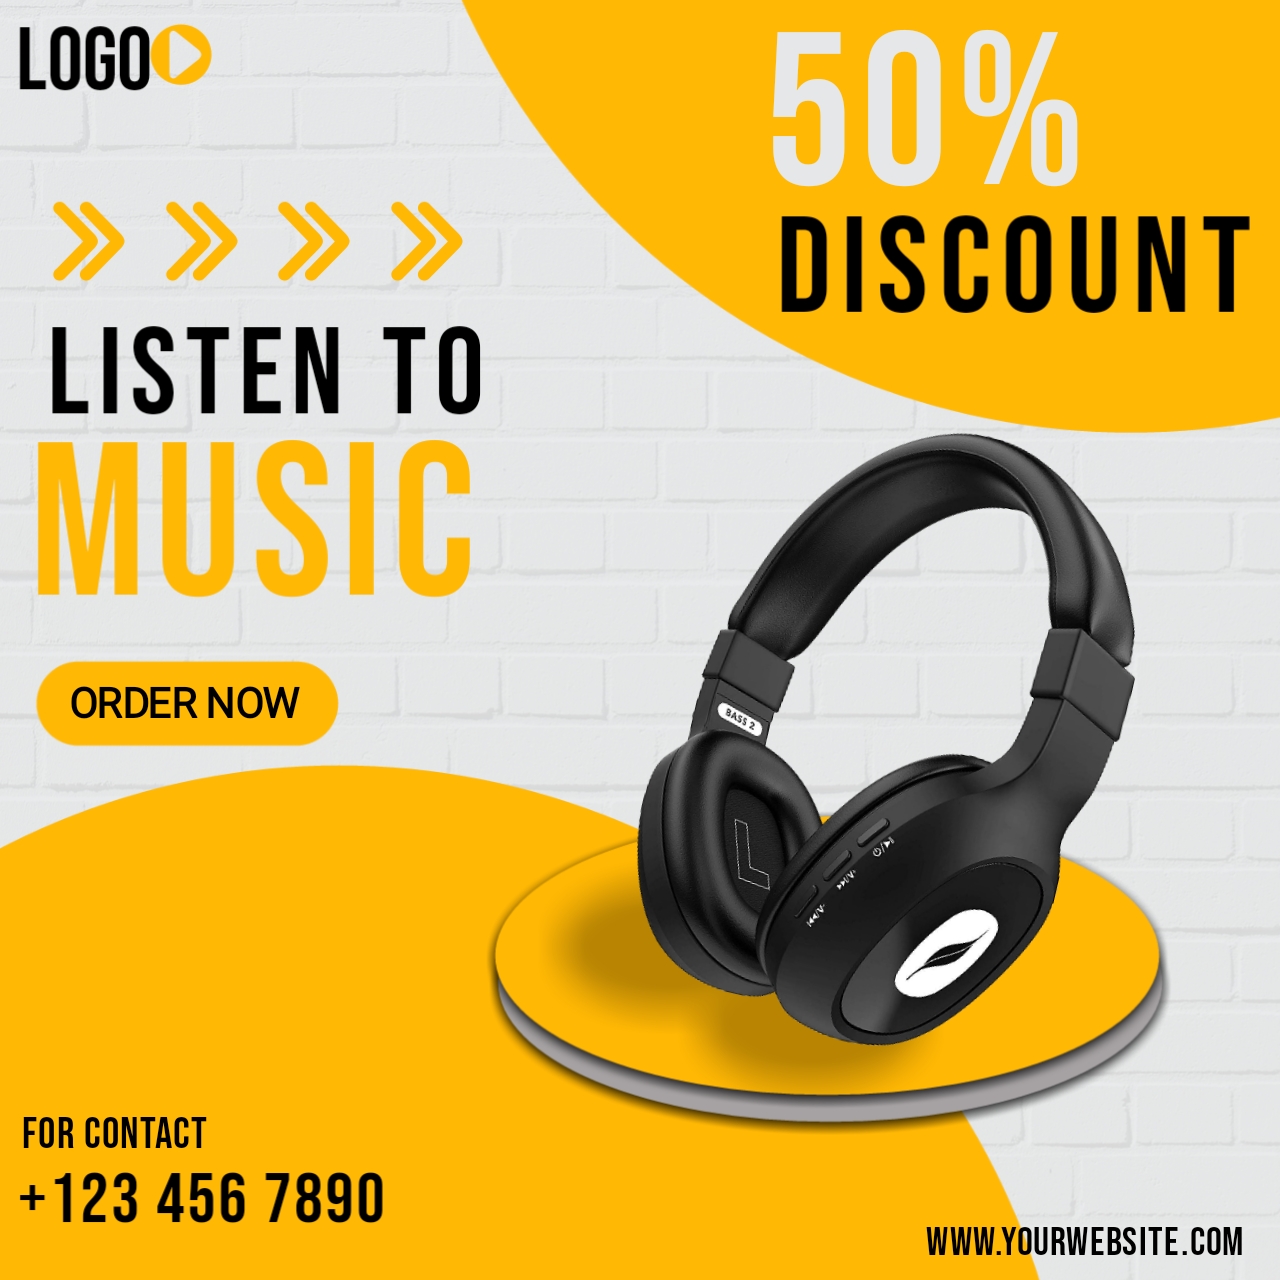 LOGO
50%
DISCOUNT
LISTEN TO
MUSIC
ORDER NOW
BASS 2
L
FOR CONTACT
+123 456 7890
WWW.YOURWEBSITE.COM